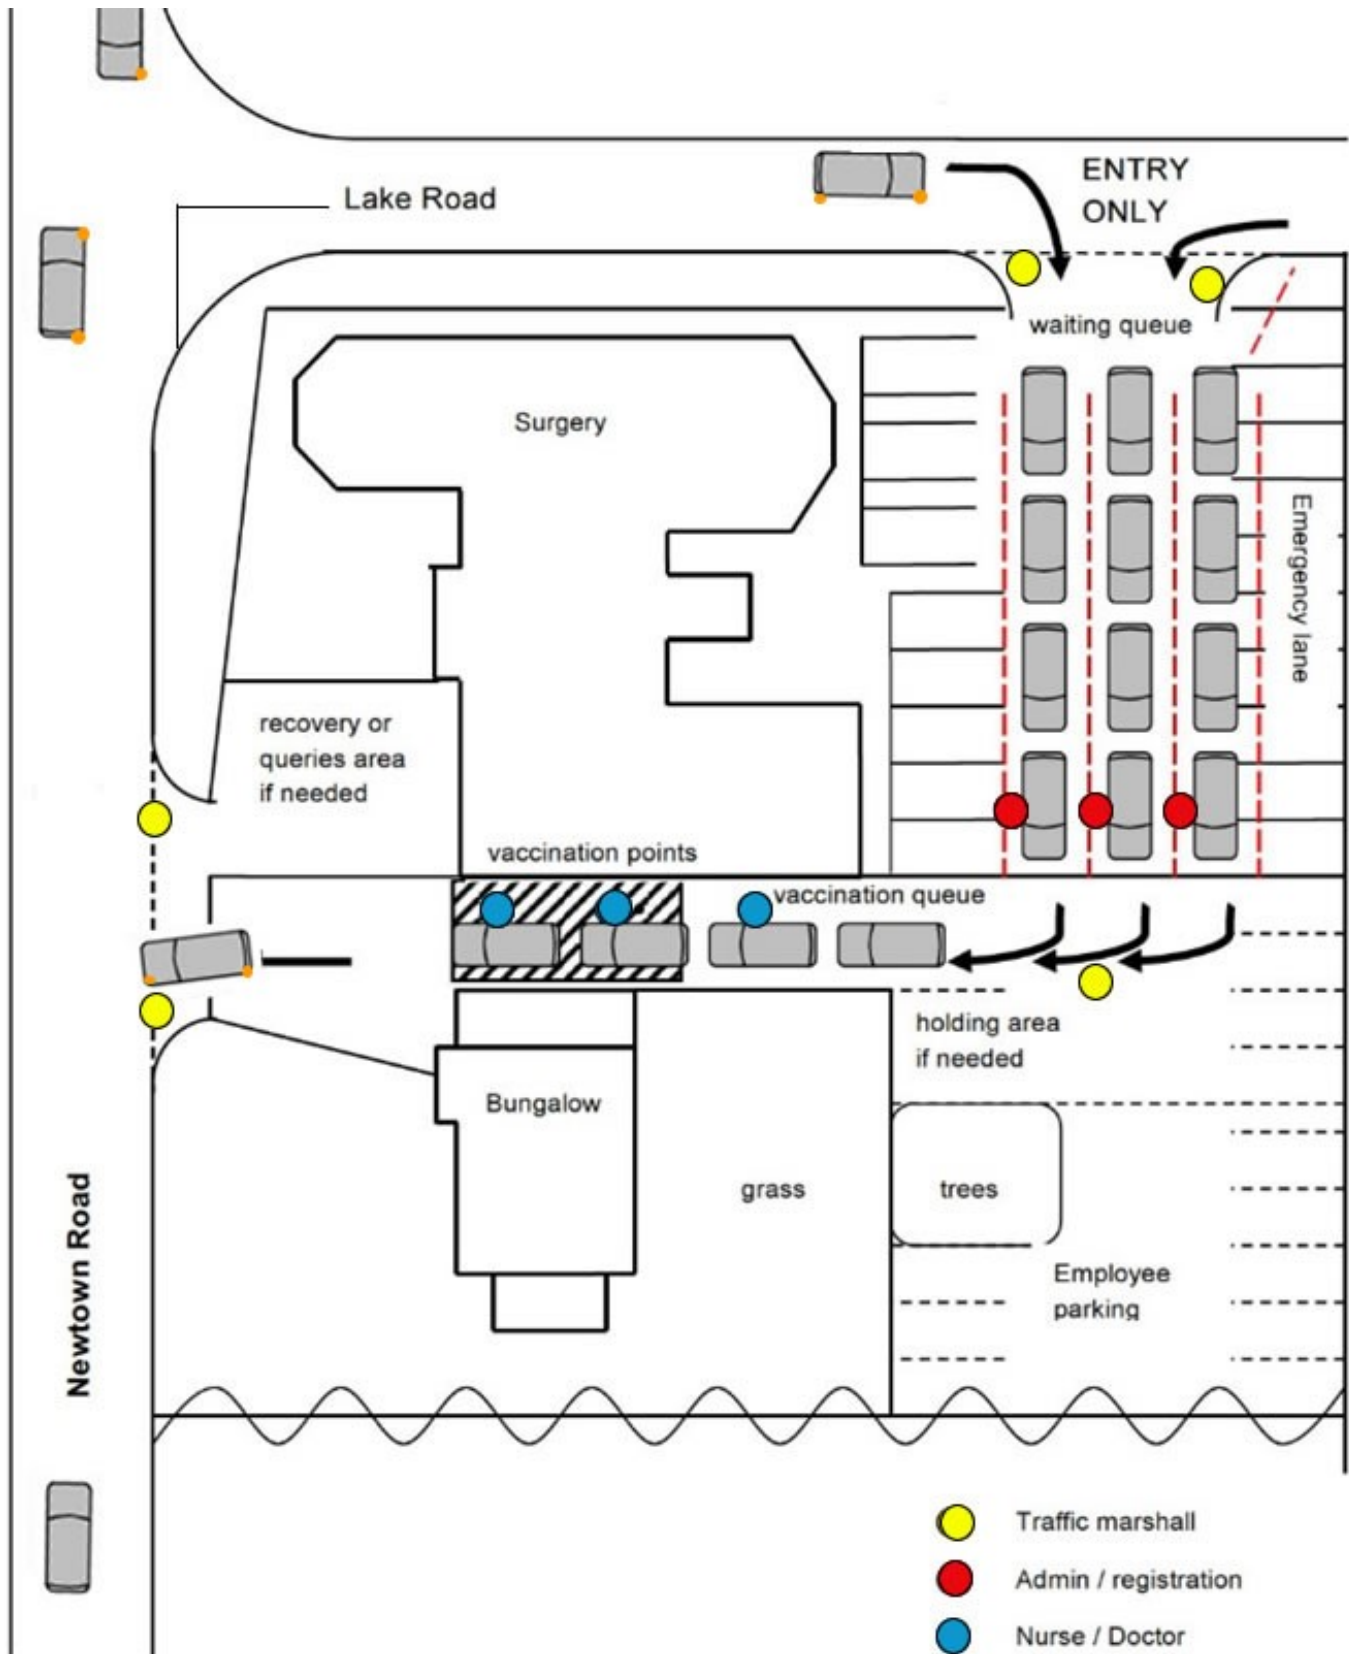 ENTRY
ONLY
Lake Road
waiting queue
Surgery
Emergency lane
recovery or
queries area
if needed
vaccination points
vaccination queue
holding area
if needed
Bungalow
grass
trees
Employee
parking
Newtown Road
Traffic marshall
Admin / registration
Nurse / Doctor